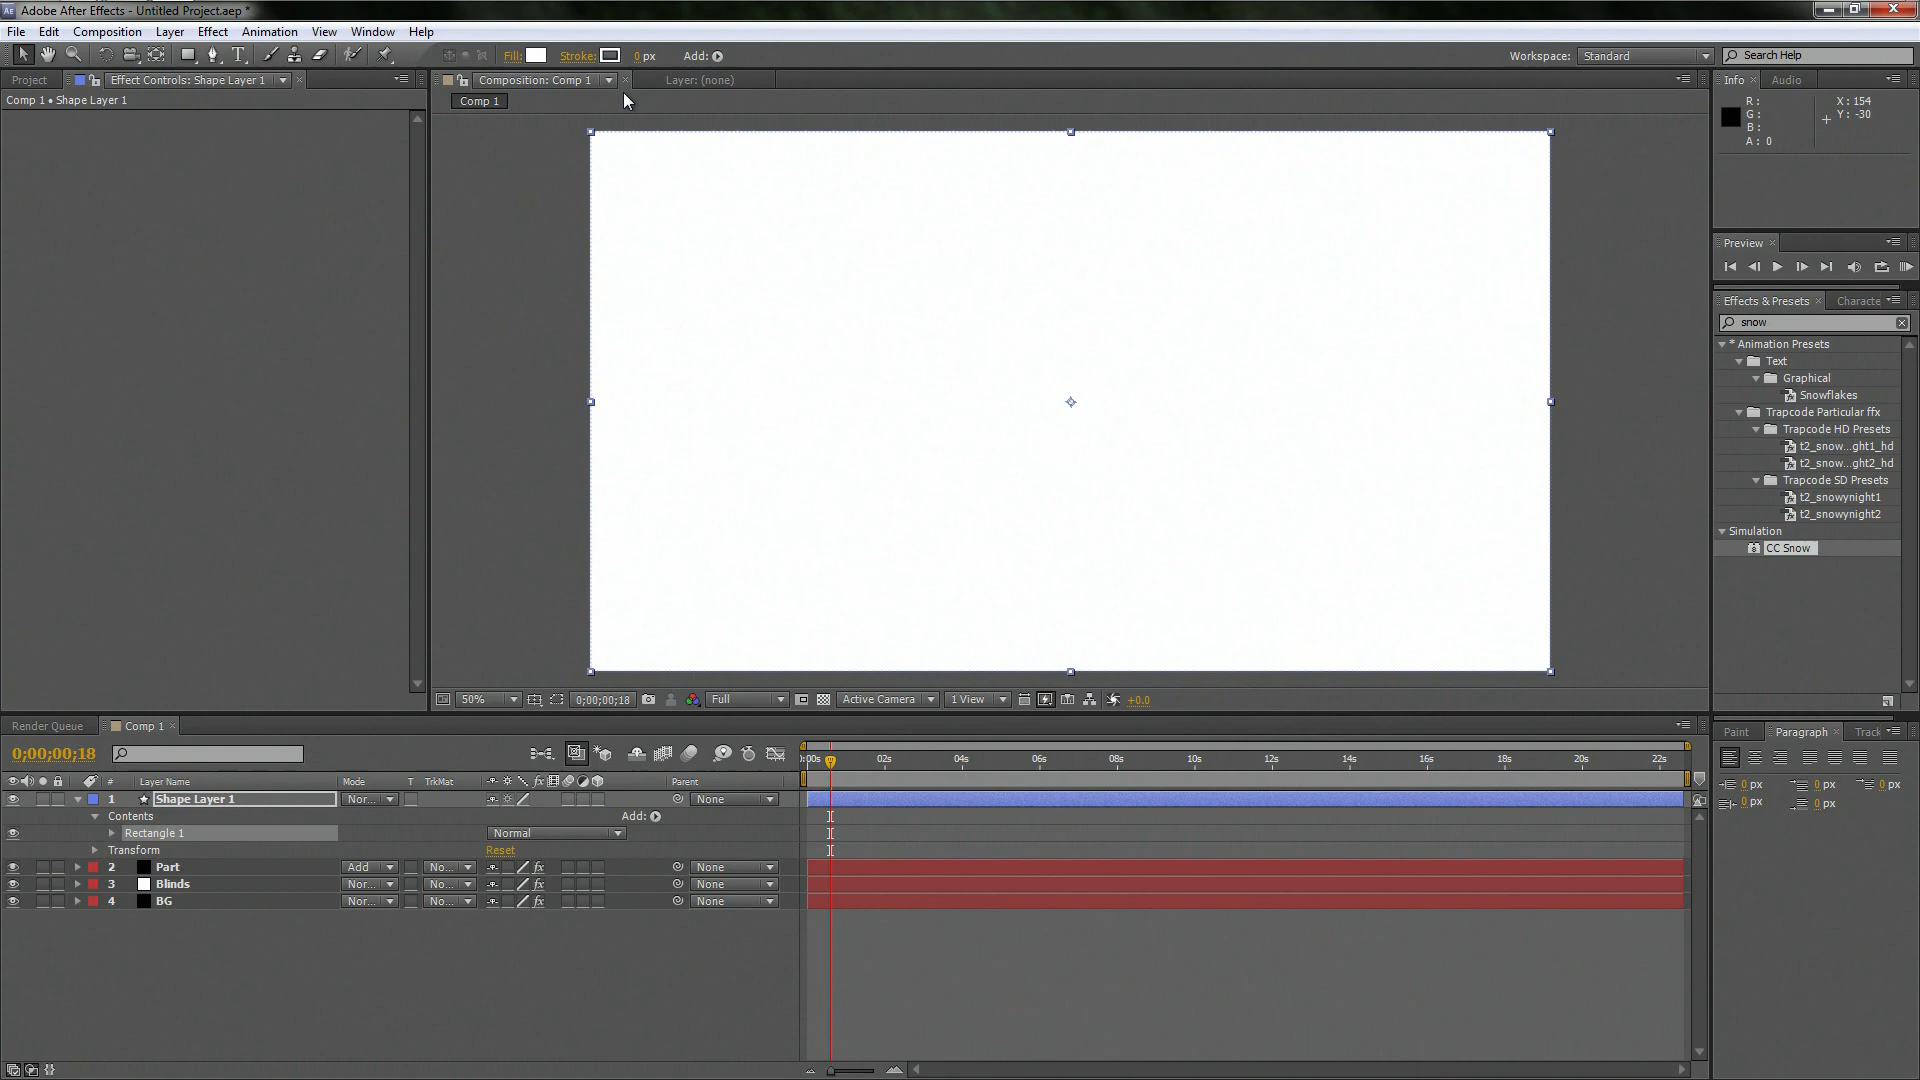 Adobe After Effects - Untitled Project.aep *
File Edit Composition Layer Effect Animation View Window Help
Fill: Stroke: 0 px Add: Workspace: Standard Search Help
Project Effect Controls: Shape Layer 1 Composition: Comp 1 Layer: (none) Info Audio
Comp 1 • Shape Layer 1
Comp 1
R:
G:
B:
A: 0
X: 154
Y: -30
Preview
Effects & Presets Characte
snow
* Animation Presets
Text
Graphical
Snowflakes
Trapcode Particular ffx
Trapcode HD Presets
t2_snow...ght1_hd
t2_snow...ght2_hd
Trapcode SD Presets
t2_snowynight1
t2_snowynight2
Simulation
CC Snow
50% 0;00;00;18 Full Active Camera 1 View +0.0
Render Queue Comp 1
0;00;00;18
:00s 02s 04s 06s 08s 10s 12s 14s 16s 18s 20s 22s
# Layer Name Mode T TrkMat fx Parent
1 Shape Layer 1 Nor... None
Contents Add:
Rectangle 1 Normal
Transform Reset
2 Part Add No... fx None
3 Blinds Nor... No... fx None
4 BG Nor... No... fx None
Paint Paragraph Track
0 px 0 px 0 px
0 px 0 px